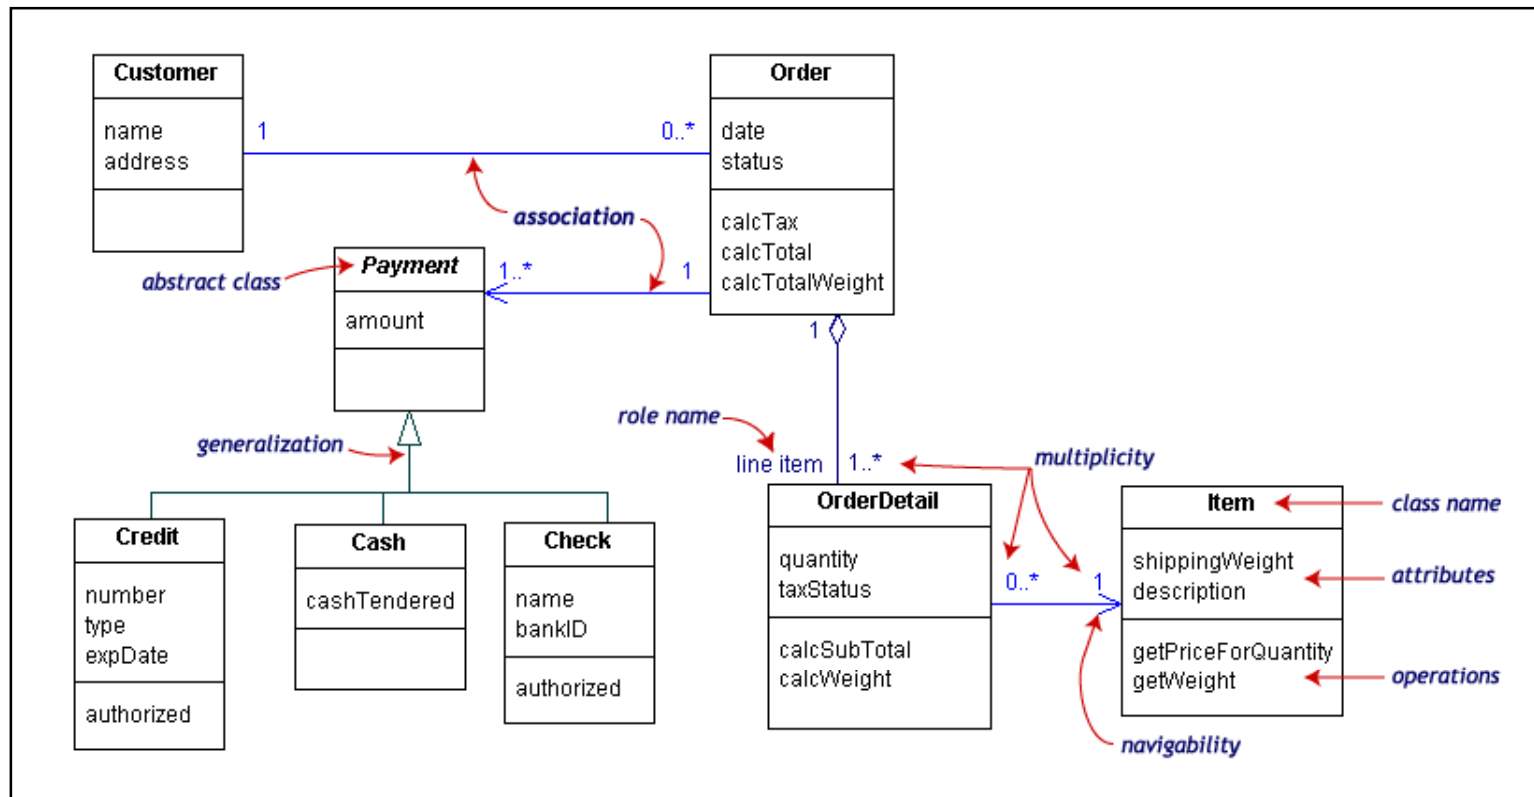 Customer
name
address
1
0..*
Order
date
status
calcTax
calcTotal
calcTotalWeight
association
abstract class
Payment
amount
1..*
1
1
generalization
role name
line item
1..*
multiplicity
Credit
number
type
expDate
authorized
Cash
cashTendered
Check
name
bankID
authorized
OrderDetail
quantity
taxStatus
calcSubTotal
calcWeight
0..*
1
Item
shippingWeight
description
getPriceForQuantity
getWeight
class name
attributes
operations
navigability